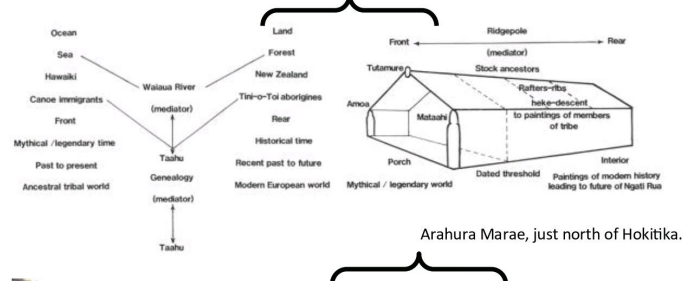 Ocean
Sea
Hawaiki
Canoe immigrants
Front
Mythical /legendary time
Past to present
Ancestral tribal world
Waiaua River
(mediator)
Taahu
Genealogy
(mediator)
Taahu
Land
Forest
New Zealand
Tini-o-Toi aborigines
Rear
Historical time
Recent past to future
Modern European world
Ridgepole
Front
Rear
(mediator)
Tutamure
Stock ancestors
Rafters-ribs
heke-descent
Amoa
Mataahi
to paintings of members
of tribe
Porch
Interior
Dated threshold
Mythical / legendary world
Paintings of modern history
leading to future of Ngati Rua
Arahura Marae, just north of Hokitika.